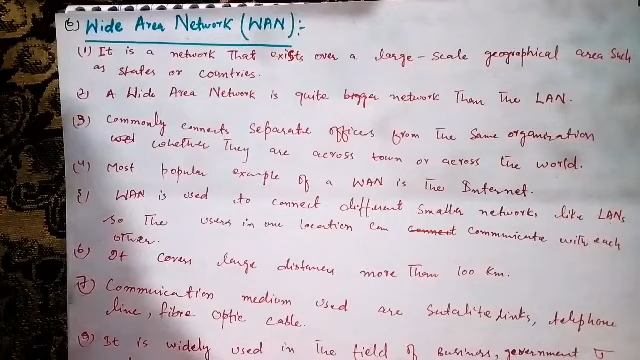 6) Wide Area Network (WAN):-
(1) It is a network that exists over a large-scale geographical area such
as states or countries.
2) A Wide Area Network is quite bigger network Than The LAN.
(3) Commonly connects separate offices from The Same organization
whether They are across town or across the world.
(4) Most popular example of a WAN is The Internet.
5) WAN is used to connect different smaller networks like LANs
so The users in one location can communicate with each
other.
6) It covers large distances more Than 100 Km.
7) Communication medium used are Satalite links, telephone
line, fibre optic cable.
It is widely used in The field of Business, government